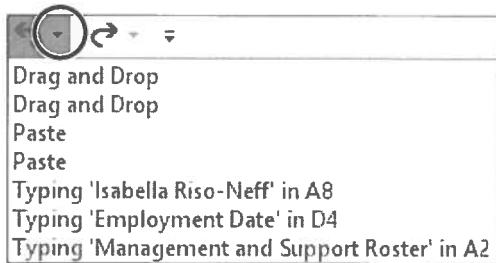 Drag and Drop
Drag and Drop
Paste
Paste
Typing 'Isabella Riso-Neff' in A8
Typing 'Employment Date' in D4
Typing 'Management and Support Roster' in A2